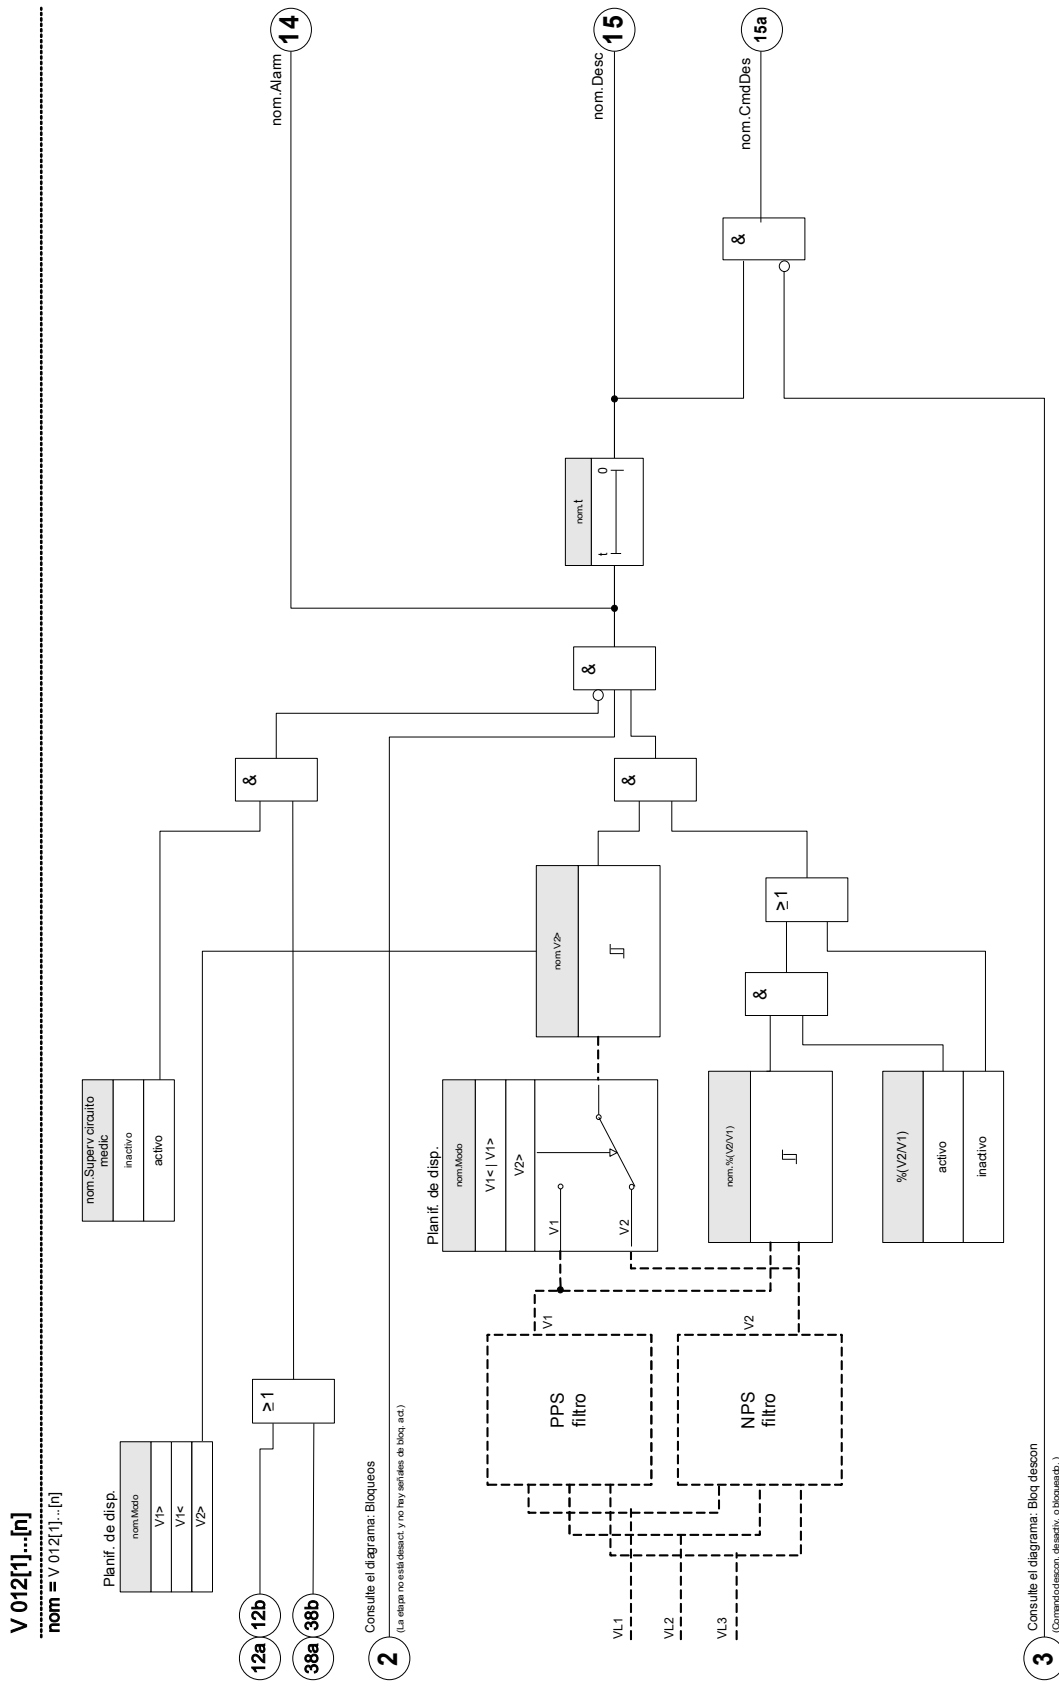 V 012[1]...[n]
nom = V 012[1]...[n]
Planif. de disp.
nom.Modo
V1>
V1<
V2>
nom.Superv circuito
medic
inactivo
activo
12a
12b
38a
38b
≥1
&
14
nom.Alarm
2
Consulte el diagrama: Bloqueos
(La etapa no está desact. y no hay señales de bloq. act.)
Planif. de disp.
nom.Modo
V1< | V1>
V2>
V1
V2
nom.V2>
&
&
nom.t
t
0
15
nom.Desc
VL1
VL2
VL3
PPS
filtro
NPS
filtro
V1
V2
nom.%(V2/V1)
%(V2/V1)
activo
inactivo
&
≥1
&
15a
nom.CmdDes
3
Consulte el diagrama: Bloq descon
(Comando descon. desactiv. o bloqueado. )